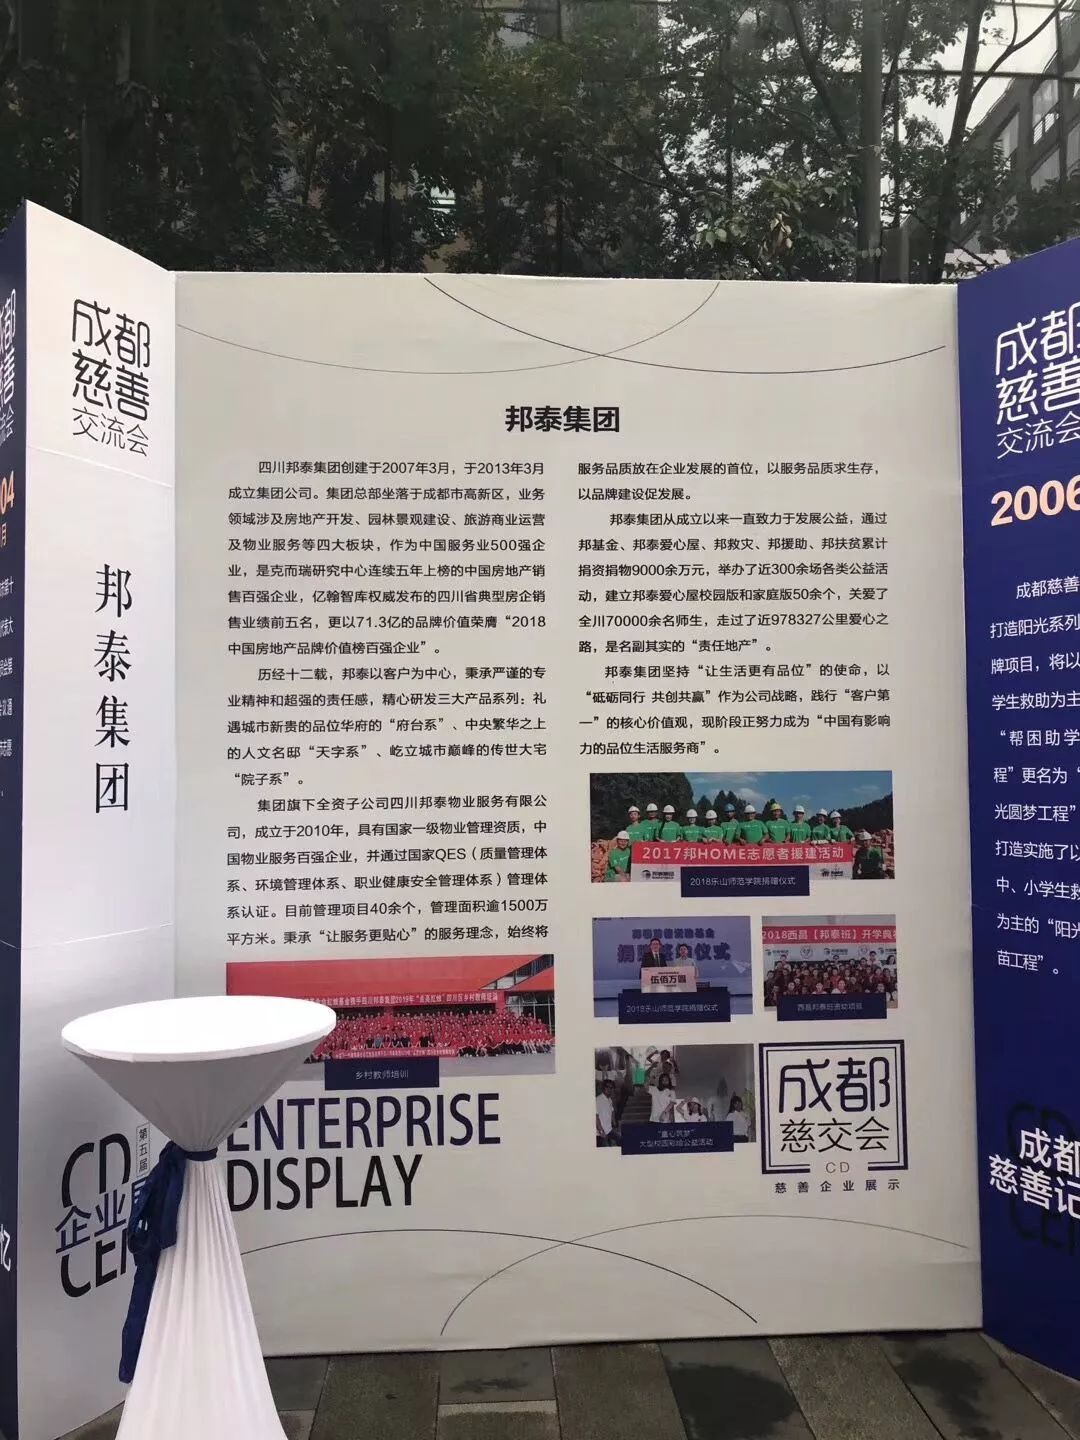 成都
慈善
交流会
邦泰集团
第五届
企业
邦泰集团
四川邦泰集团创建于2007年3月，于2013年3月
成立集团公司。集团总部坐落于成都市高新区，业务
领域涉及房地产开发、园林景观建设、旅游商业运营
及物业服务等四大板块，作为中国服务业500强企
业，是克而瑞研究中心连续五年上榜的中国房地产销
售百强企业，亿翰智库权威发布的四川省典型房企销
售业绩前五名，更以71.3亿的品牌价值荣膺“2018
中国房地产品牌价值榜百强企业”。
历经十二载，邦泰以客户为中心，秉承严谨的专
业精神和超强的责任感，精心研发三大产品系列：礼
遇城市新贵的品位华府的“府台系”、中央繁华之上
的人文名邸“天字系”、屹立城市巅峰的传世大宅
“院子系”。
集团旗下全资子公司四川邦泰物业服务有限公
司，成立于2010年，具有国家一级物业管理资质，中
国物业服务百强企业，并通过国家QES（质量管理体
系、环境管理体系、职业健康安全管理体系）管理体
系认证。目前管理项目40余个，管理面积逾1500万
平方米。秉承“让服务更贴心”的服务理念，始终将
乡村教师培训
ENTERPRISE
DISPLAY
服务品质放在企业发展的首位，以服务品质求生存，
以品牌建设促发展。
邦泰集团从成立以来一直致力于发展公益，通过
邦基金、邦泰爱心屋、邦救灾、邦援助、邦扶贫累计
捐资捐物9000余万元，举办了近300余场各类公益活
动，建立邦泰爱心屋校园版和家庭版50余个，关爱了
全川70000余名师生，走过了近978327公里爱心之
路，是名副其实的“责任地产”。
邦泰集团坚持“让生活更有品位”的使命，以
“砥砺同行 共创共赢”作为公司战略，践行“客户第
一”的核心价值观，现阶段正努力成为“中国有影响
力的品位生活服务商”。
2017邦HOME志愿者援建活动
2018乐山师范学院捐赠仪式
伍佰万圆
2018乐山师范学院捐赠仪式
2018西昌【邦泰班】开学典礼
西昌邦泰班资助项目
“童心筑梦”
大型校园彩绘公益活动
成都
慈交会
CD
慈善企业展示
成都
慈善
交流会
2006
成都慈善
打造阳光系列
牌项目，将以
学生救助为主
“帮困助学
程”更名为“
光圆梦工程”
打造实施了以
中、小学生救
为主的“阳光
苗工程”。
成都
慈善记